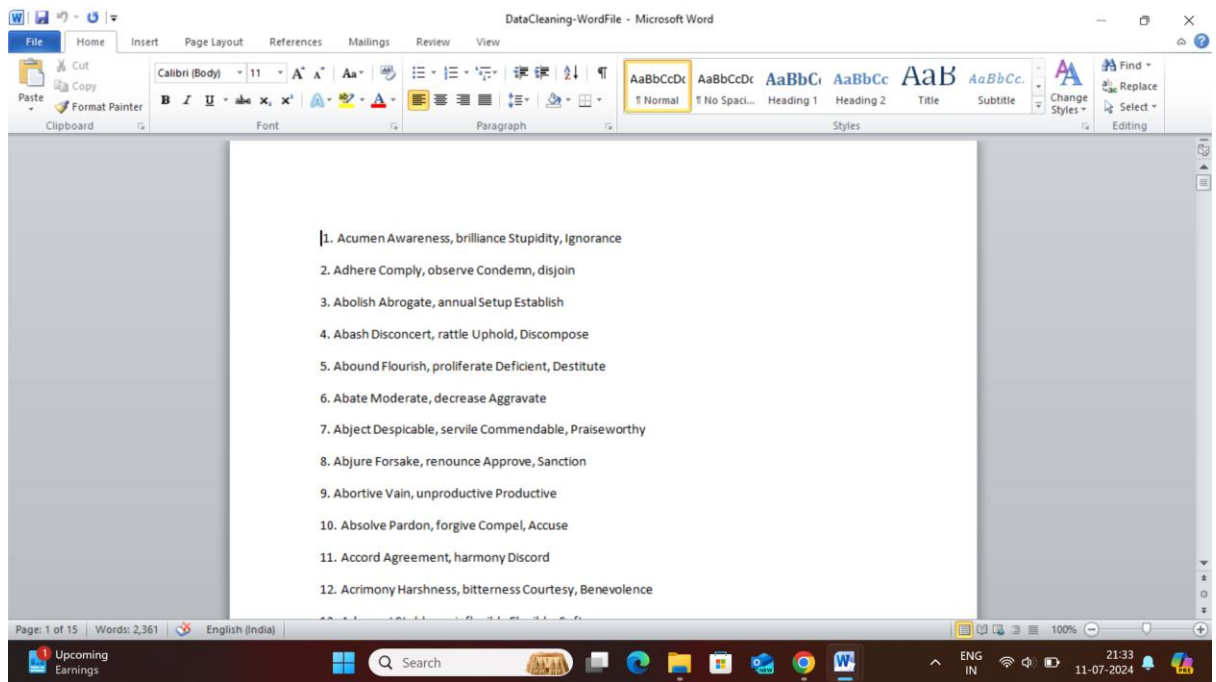 DataCleaning-WordFile - Microsoft Word
File Home Insert Page Layout References Mailings Review View
Cut
Copy
Format Painter
Paste
Clipboard
Calibri (Body) 11
Font
Paragraph
AaBbCcDc AaBbCcDc AaBbC AaBbCc AaB AaBbCc.
¶ Normal ¶ No Spaci... Heading 1 Heading 2 Title Subtitle
Change Styles
Styles
Find
Replace
Select
Editing
1. Acumen Awareness, brilliance Stupidity, Ignorance
2. Adhere Comply, observe Condemn, disjoin
3. Abolish Abrogate, annual Setup Establish
4. Abash Disconcert, rattle Uphold, Discompose
5. Abound Flourish, proliferate Deficient, Destitute
6. Abate Moderate, decrease Aggravate
7. Abject Despicable, servile Commendable, Praiseworthy
8. Abjure Forsake, renounce Approve, Sanction
9. Abortive Vain, unproductive Productive
10. Absolve Pardon, forgive Compel, Accuse
11. Accord Agreement, harmony Discord
12. Acrimony Harshness, bitterness Courtesy, Benevolence
Page: 1 of 15 Words: 2,361 English (India) 100%
1 Upcoming
Earnings
Search
ENG
IN
21:33
11-07-2024